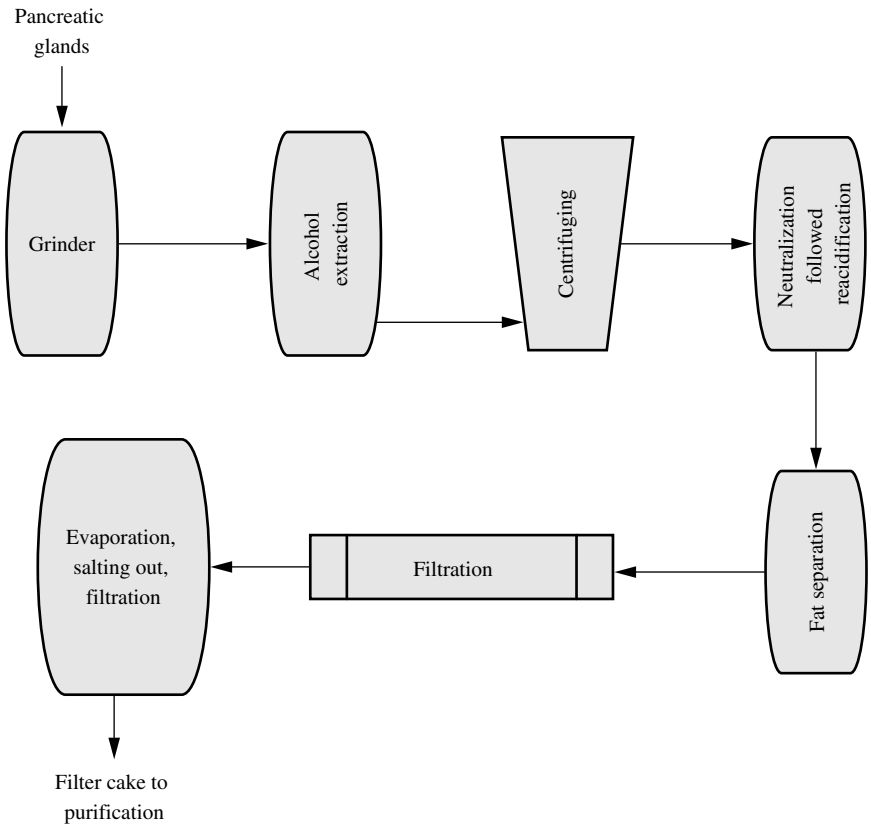 Pancreatic
glands
Grinder
Alcohol
extraction
Centrifuging
Neutralization
followed
reacidification
Evaporation,
salting out,
filtration
Filtration
Fat separation
Filter cake to
purification